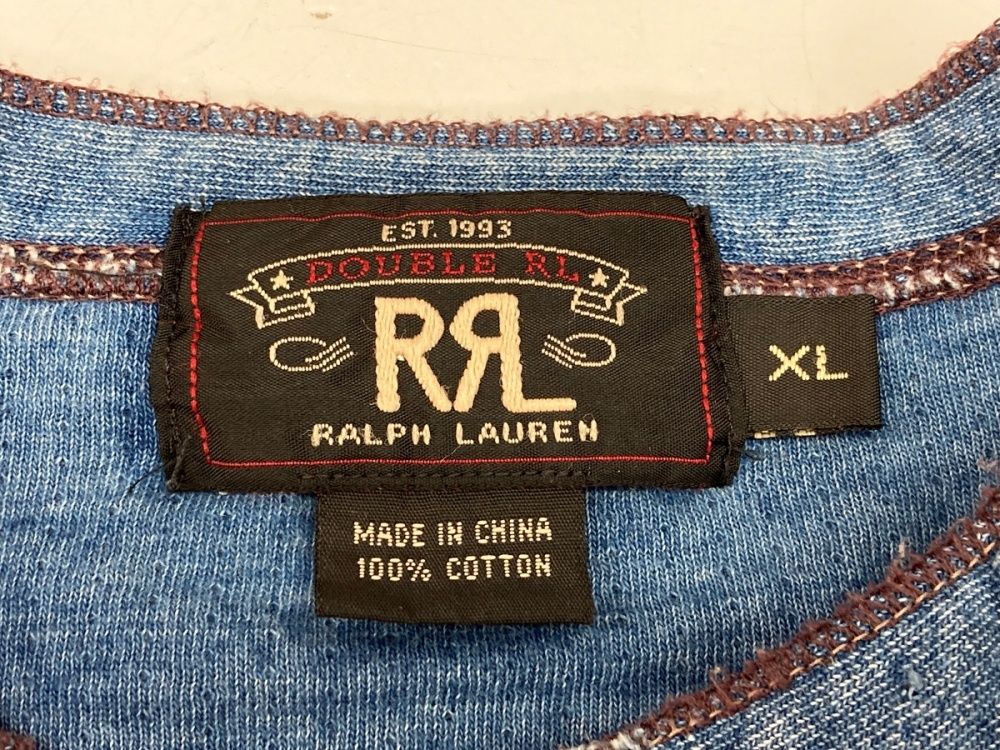 EST. 1993
DOUBLE RL
RRL
RALPH LAUREN
XL
MADE IN CHINA
100% COTTON